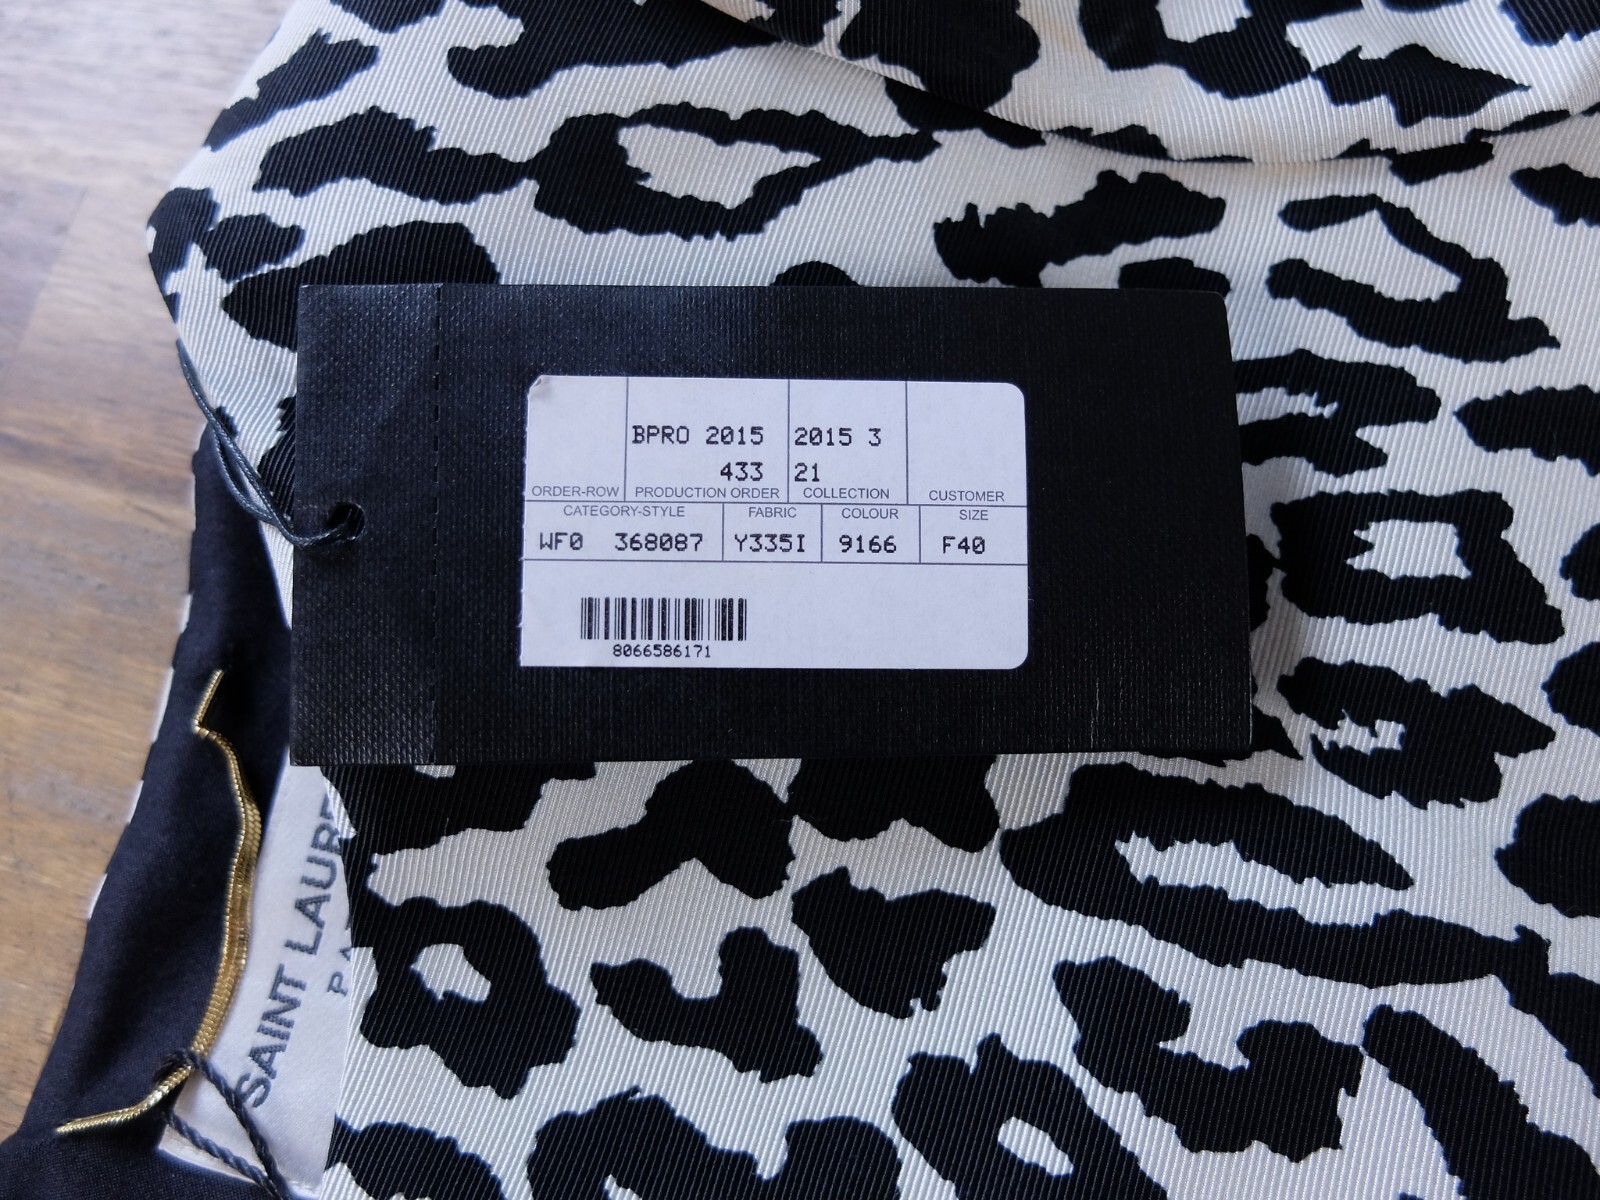 BPRO 2015 2015 3
433 21
ORDER-ROW PRODUCTION ORDER COLLECTION CUSTOMER
CATEGORY-STYLE FABRIC COLOUR SIZE
WF0 368087 Y335I 9166 F40
8066586171
SAINT LAURE
PA